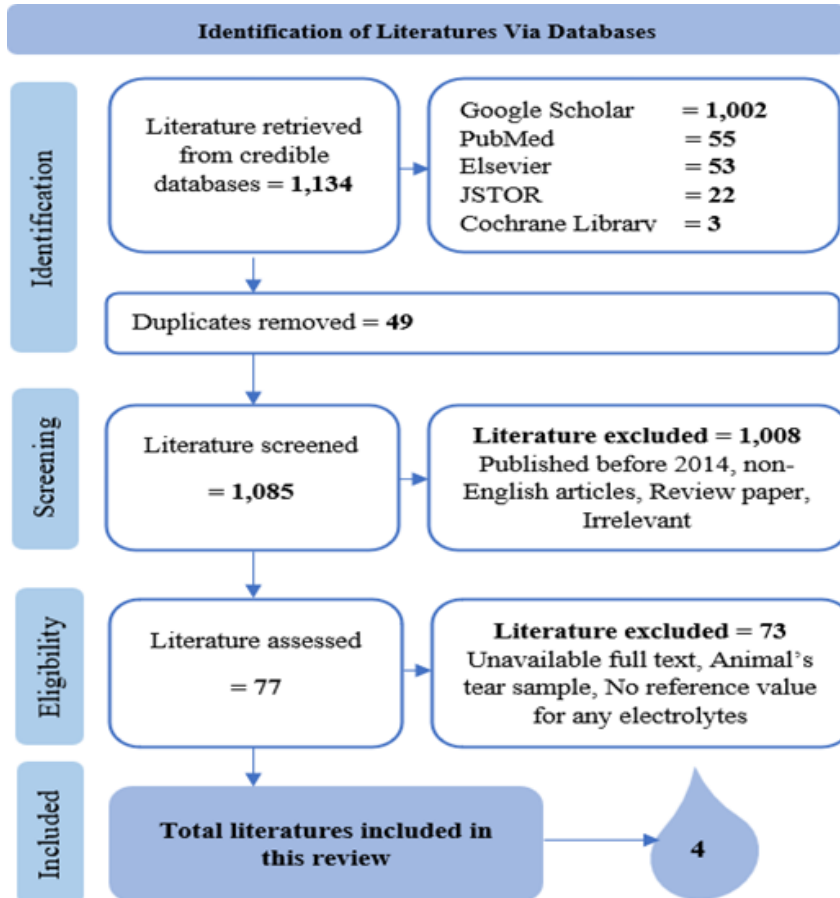 Identification of Literatures Via Databases
Identification
Literature retrieved
from credible
databases = 1,134
Google Scholar = 1,002
PubMed = 55
Elsevier = 53
JSTOR = 22
Cochrane Library = 3
Duplicates removed = 49
Screening
Literature screened
= 1,085
Literature excluded = 1,008
Published before 2014, non-
English articles, Review paper,
Irrelevant
Eligibility
Literature assessed
= 77
Literature excluded = 73
Unavailable full text, Animal's
tear sample, No reference value
for any electrolytes
Included
Total literatures included in
this review
4